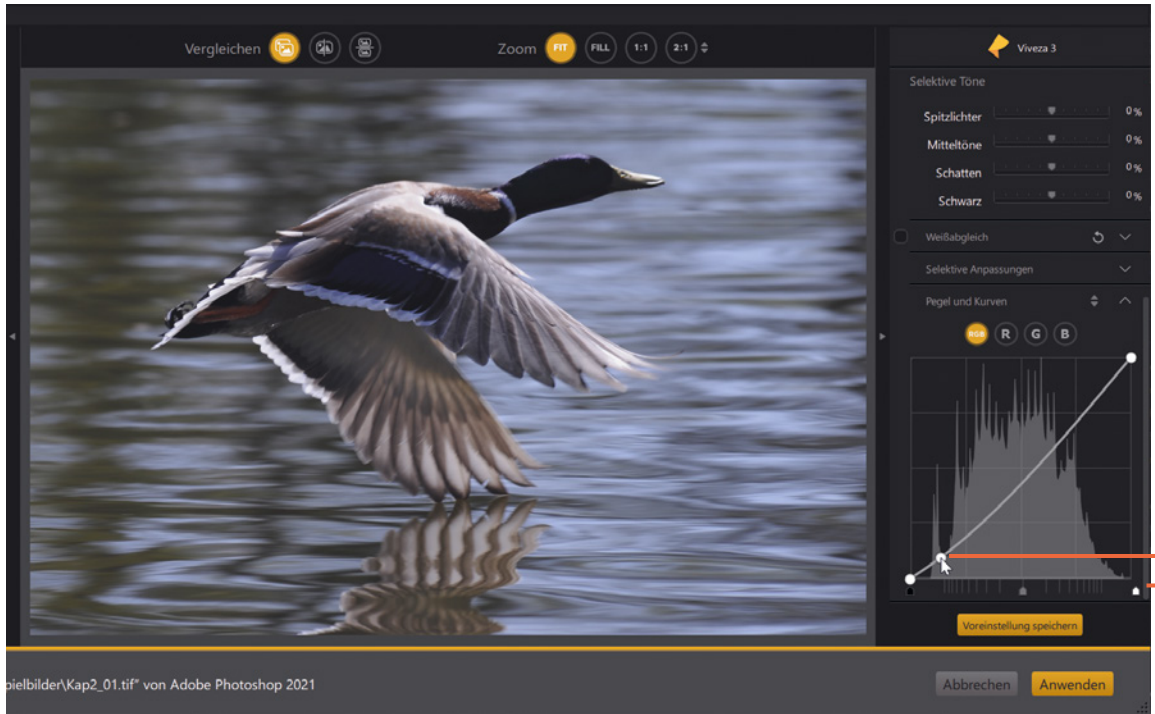 Vergleichen
Zoom FIT FILL 1:1 2:1
Viveza 3
Selektive Töne
Spitzlichter 0%
Mitteltöne 0%
Schatten 0%
Schwarz 0%
Weißabgleich
Selektive Anpassungen
Pegel und Kurven
RGB R G B
Voreinstellung speichern
pielbilder\Kap2_01.tif" von Adobe Photoshop 2021
Abbrechen Anwenden